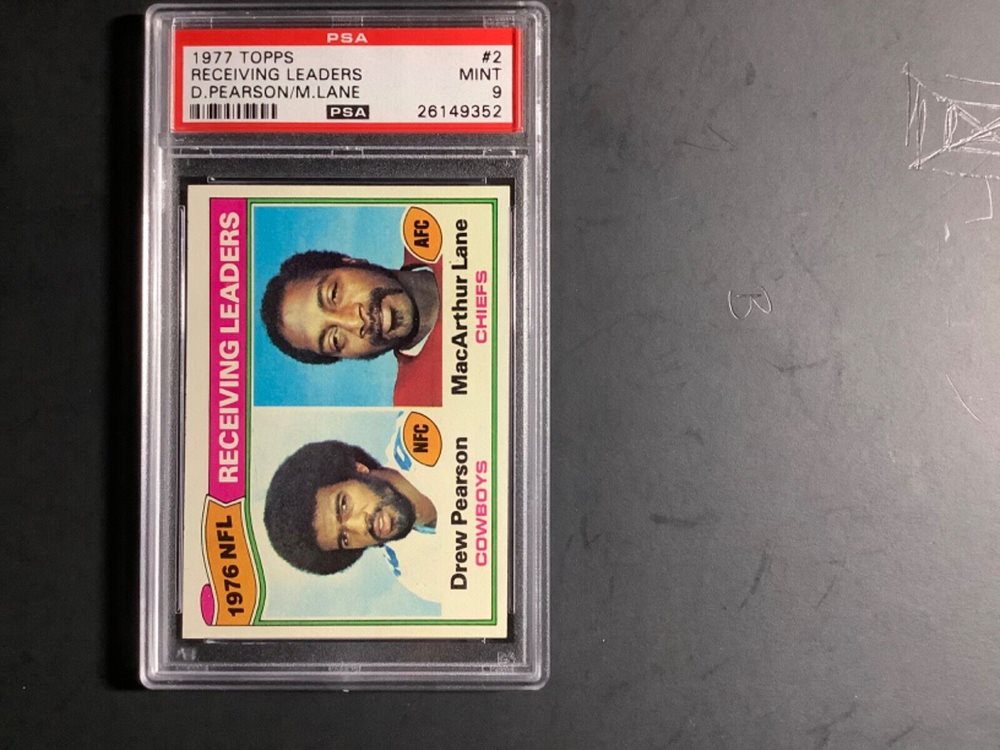 PSA
1977 TOPPS #2
RECEIVING LEADERS MINT
D.PEARSON/M.LANE 9
PSA 26149352
1976 NFL RECEIVING LEADERS
NFC AFC
Drew Pearson MacArthur Lane
COWBOYS CHIEFS
B